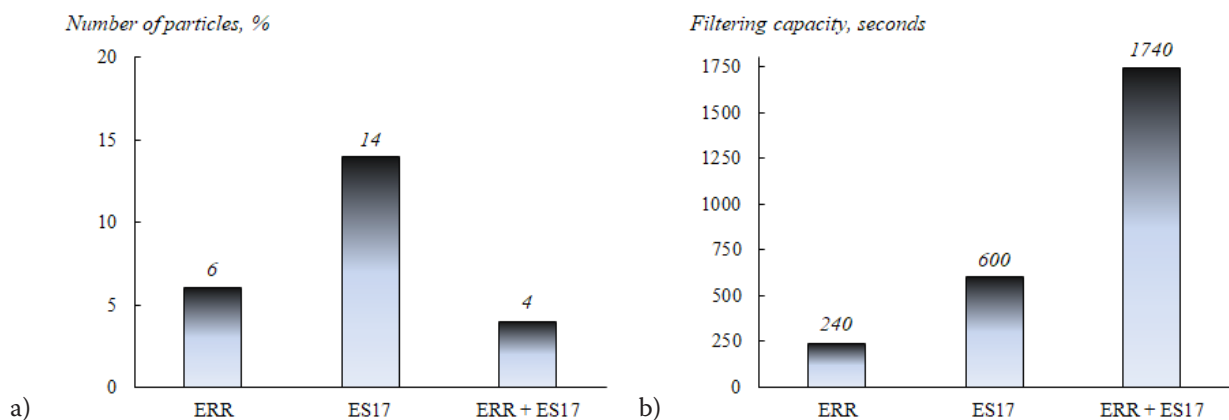 Number of particles, %
20
15
10
5
0
6
14
4
ERR
ES17
ERR + ES17
a)
Filtering capacity, seconds
1750
1500
1250
1000
750
500
250
0
240
600
1740
ERR
ES17
ERR + ES17
b)